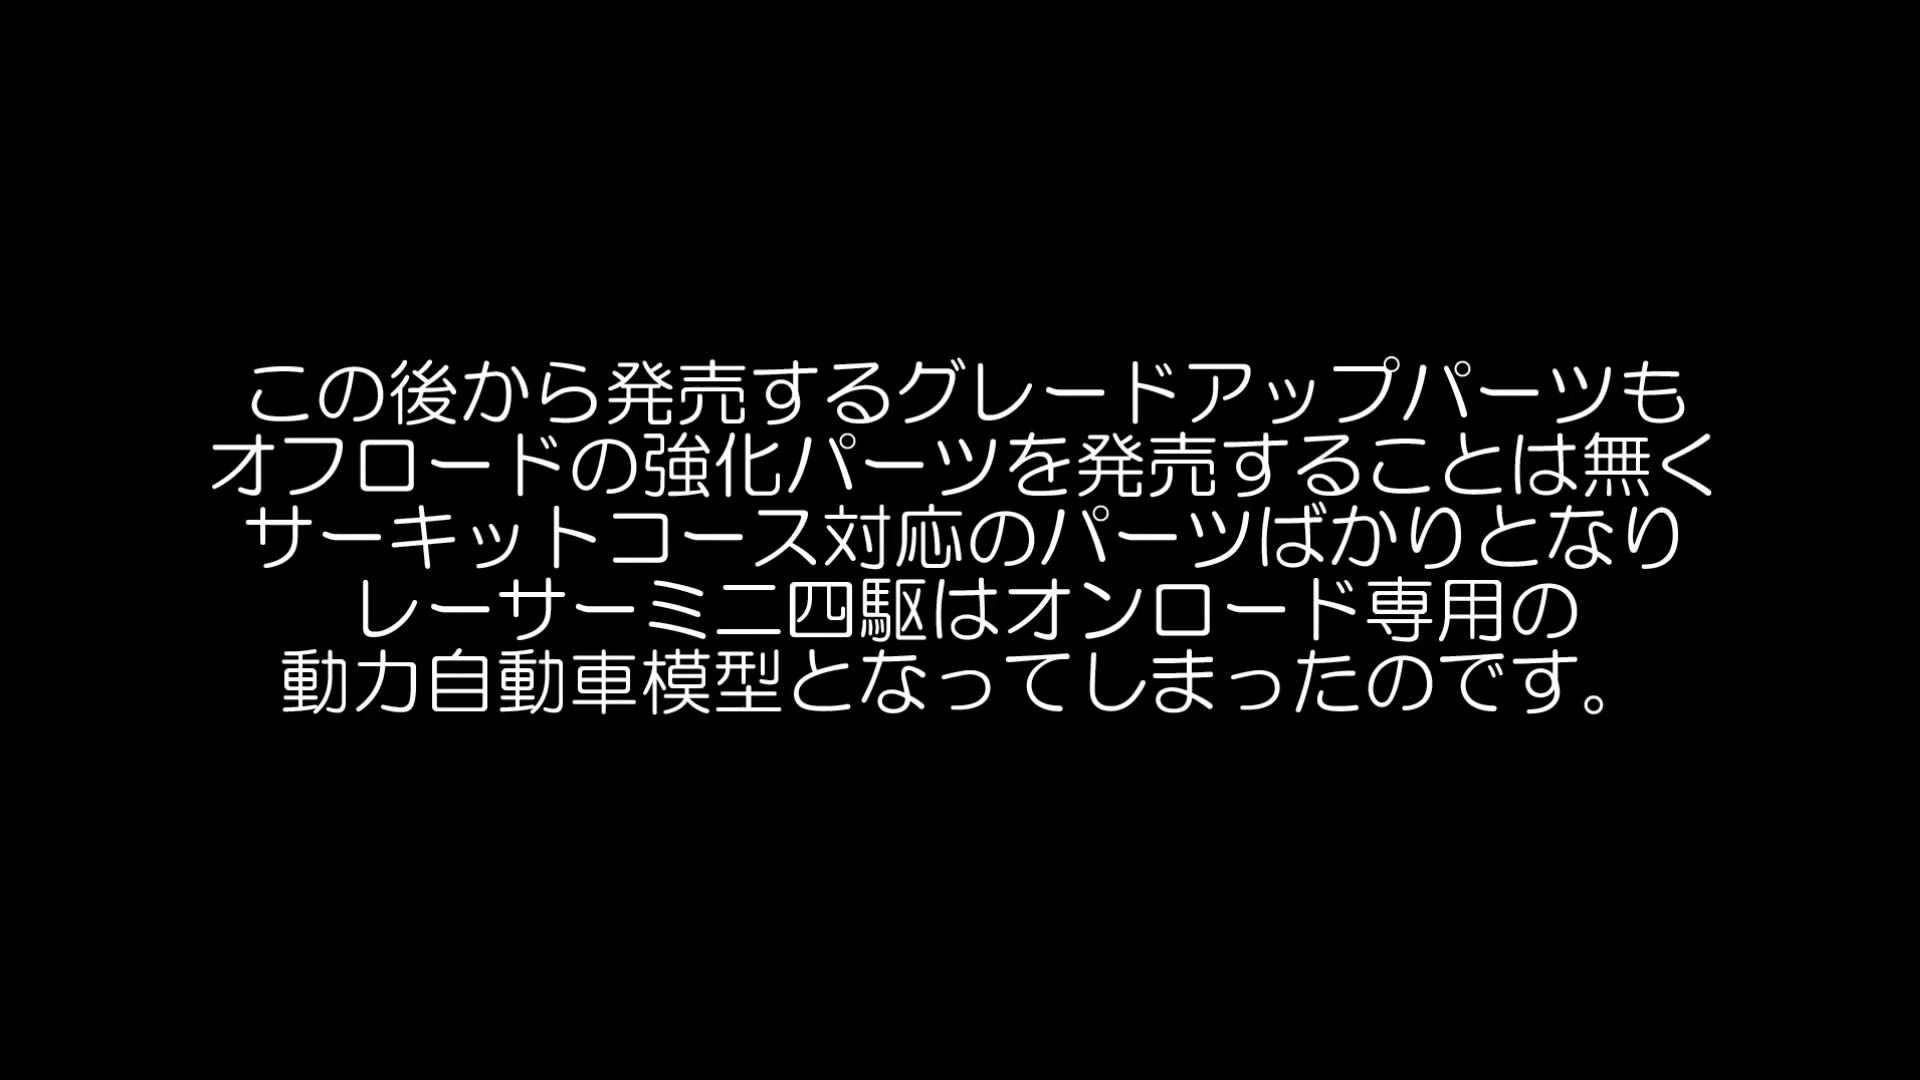 この後から発売するグレードアップパーツも
オフロードの強化パーツを発売することは無く
サーキットコース対応のパーツばかりとなり
レーサーミニ四駆はオンロード専用の
動力自動車模型となってしまったのです。